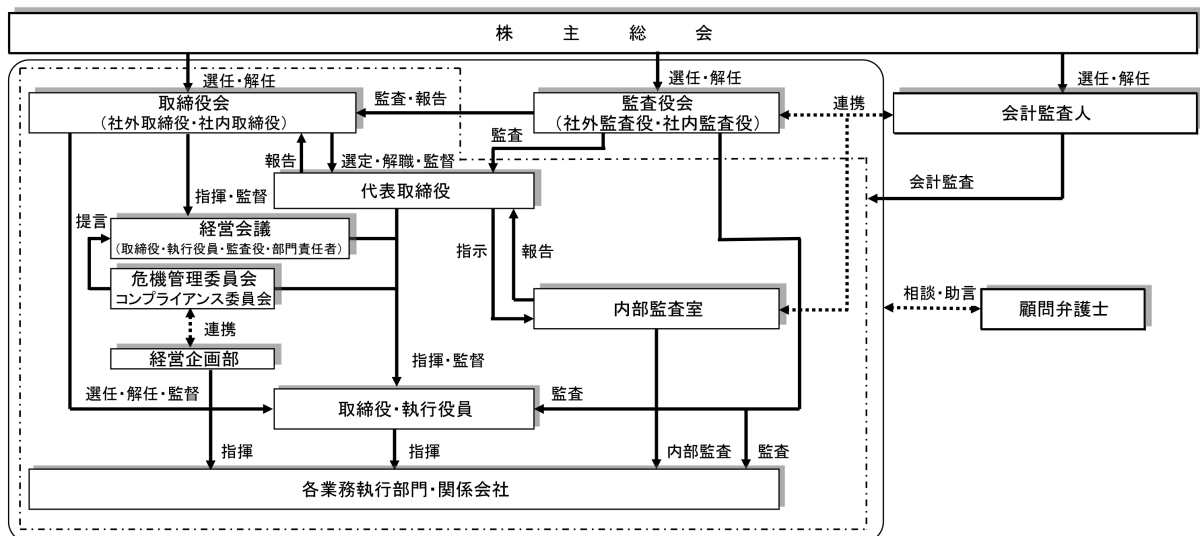 株　主　総　会
選任・解任
選任・解任
選任・解任
取締役会
（社外取締役・社内取締役）
監査・報告
監査役会
（社外監査役・社内監査役）
連携
会計監査人
監査
報告
選定・解職・監督
代表取締役
会計監査
指揮・監督
提言
経営会議
（取締役・執行役員・監査役・部門責任者）
指示
報告
危機管理委員会
コンプライアンス委員会
内部監査室
相談・助言
顧問弁護士
連携
経営企画部
指揮・監督
選任・解任・監督
取締役・執行役員
監査
指揮
指揮
内部監査
監査
各業務執行部門・関係会社